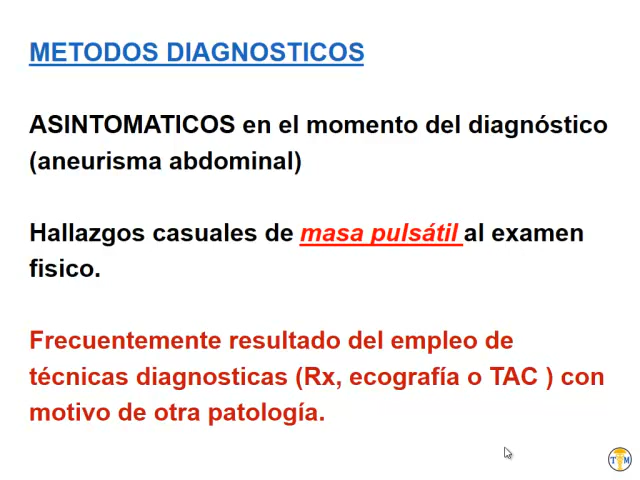 METODOS DIAGNOSTICOS
ASINTOMATICOS en el momento del diagnóstico
(aneurisma abdominal)
Hallazgos casuales de masa pulsátil al examen
fisico.
Frecuentemente resultado del empleo de
técnicas diagnosticas (Rx, ecografía o TAC ) con
motivo de otra patología.
T M